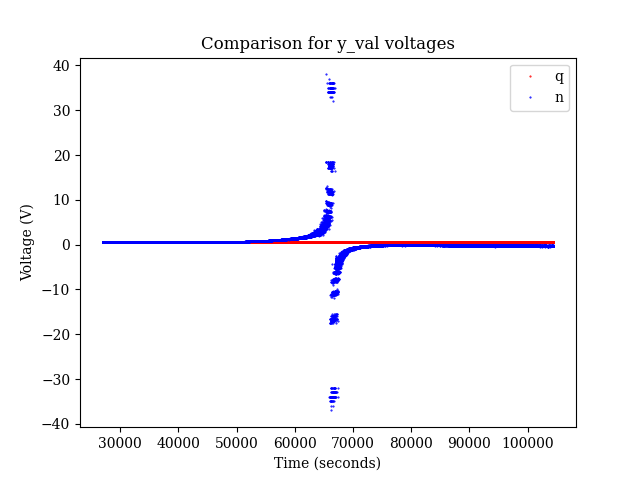 Comparison for y_val voltages
q
n
Voltage (V)
40
30
20
10
0
−10
−20
−30
−40
30000 40000 50000 60000 70000 80000 90000 100000
Time (seconds)